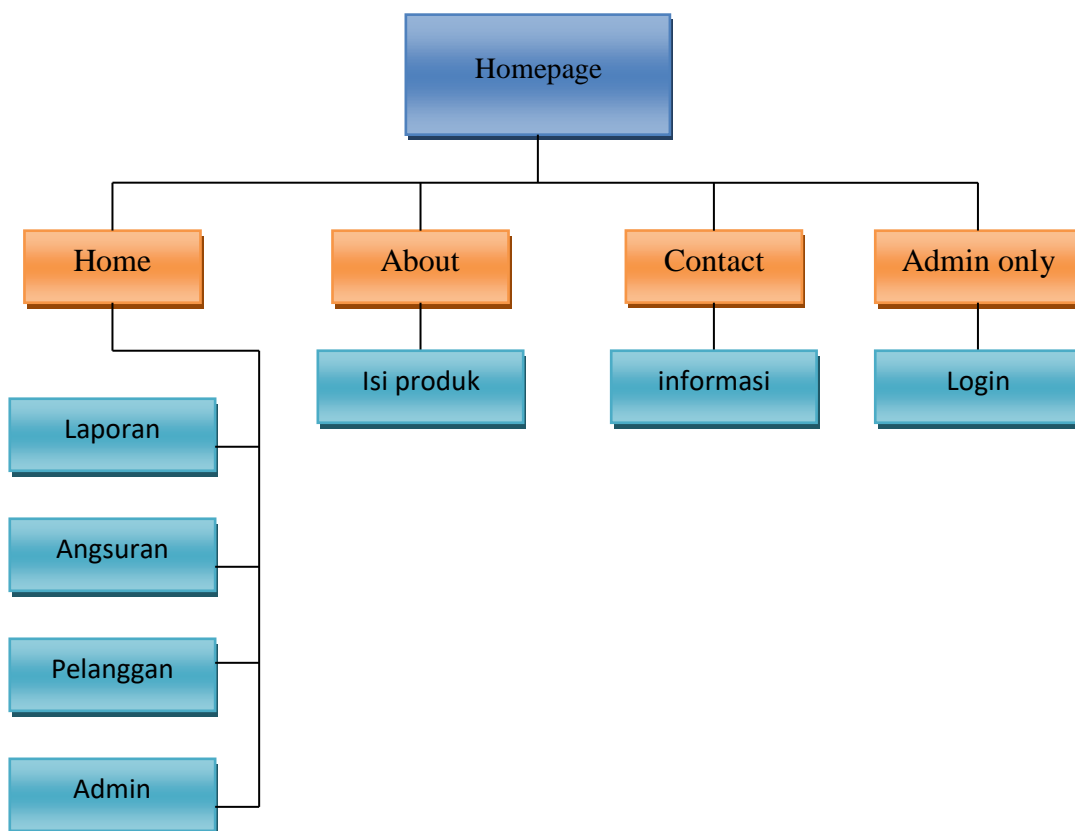 Homepage
Home
About
Contact
Admin only
Isi produk
informasi
Login
Laporan
Angsuran
Pelanggan
Admin